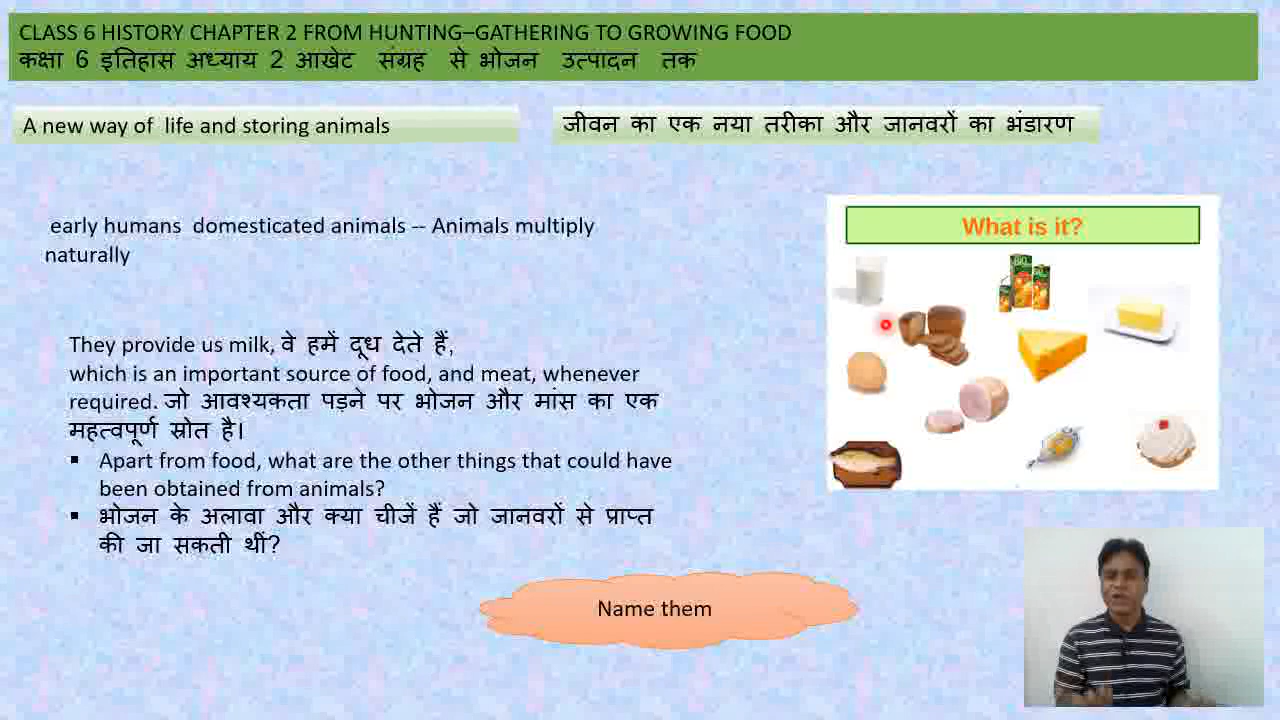 CLASS 6 HISTORY CHAPTER 2 FROM HUNTING–GATHERING TO GROWING FOOD
कक्षा 6 इतिहास अध्याय 2 आखेट संग्रह से भोजन उत्पादन तक
A new way of life and storing animals
जीवन का एक नया तरीका और जानवरों का भंडारण
early humans domesticated animals -- Animals multiply
naturally
What is it?
BIO
They provide us milk, वे हमें दूध देते हैं,
which is an important source of food, and meat, whenever
required. जो आवश्यकता पड़ने पर भोजन और मांस का एक
महत्वपूर्ण स्रोत है।
▪ Apart from food, what are the other things that could have
been obtained from animals?
▪ भोजन के अलावा और क्या चीजें हैं जो जानवरों से प्राप्त
की जा सकती थीं?
Name them